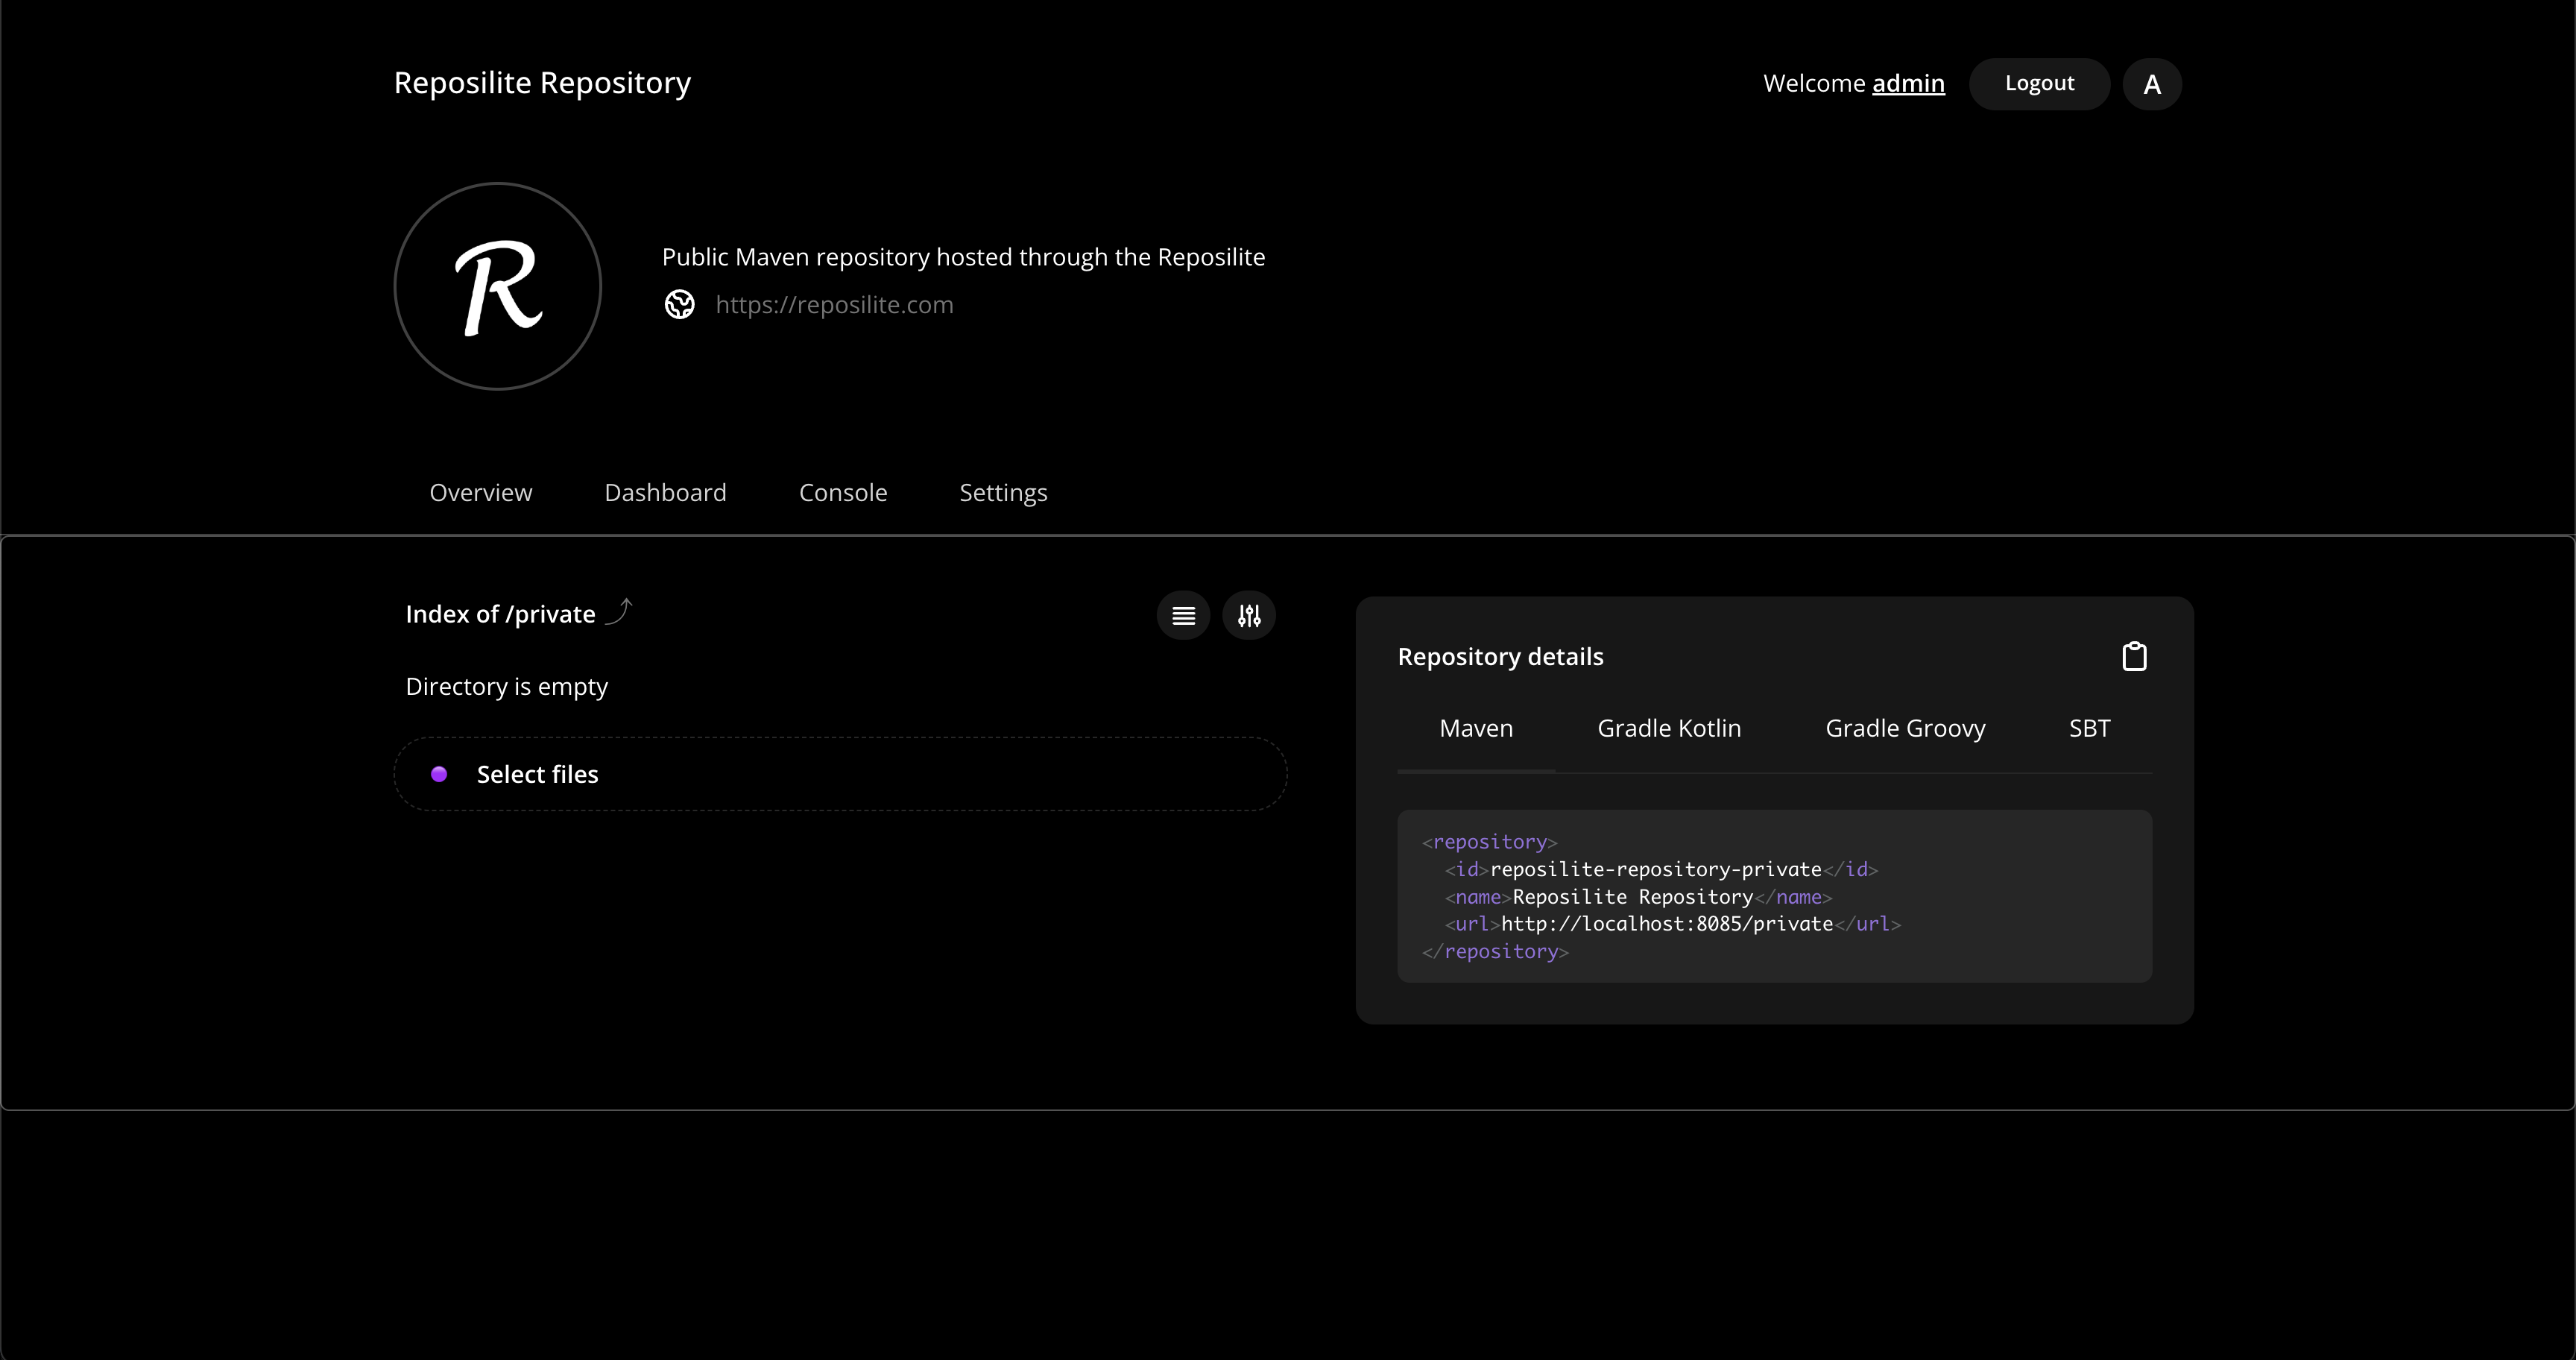 Reposilite Repository
Welcome admin
Logout
A
R
Public Maven repository hosted through the Reposilite
https://reposilite.com
Overview
Dashboard
Console
Settings
Index of /private
Directory is empty
Select files
Repository details
Maven
Gradle Kotlin
Gradle Groovy
SBT
<repository>
  <id>reposilite-repository-private</id>
  <name>Reposilite Repository</name>
  <url>http://localhost:8085/private</url>
</repository>